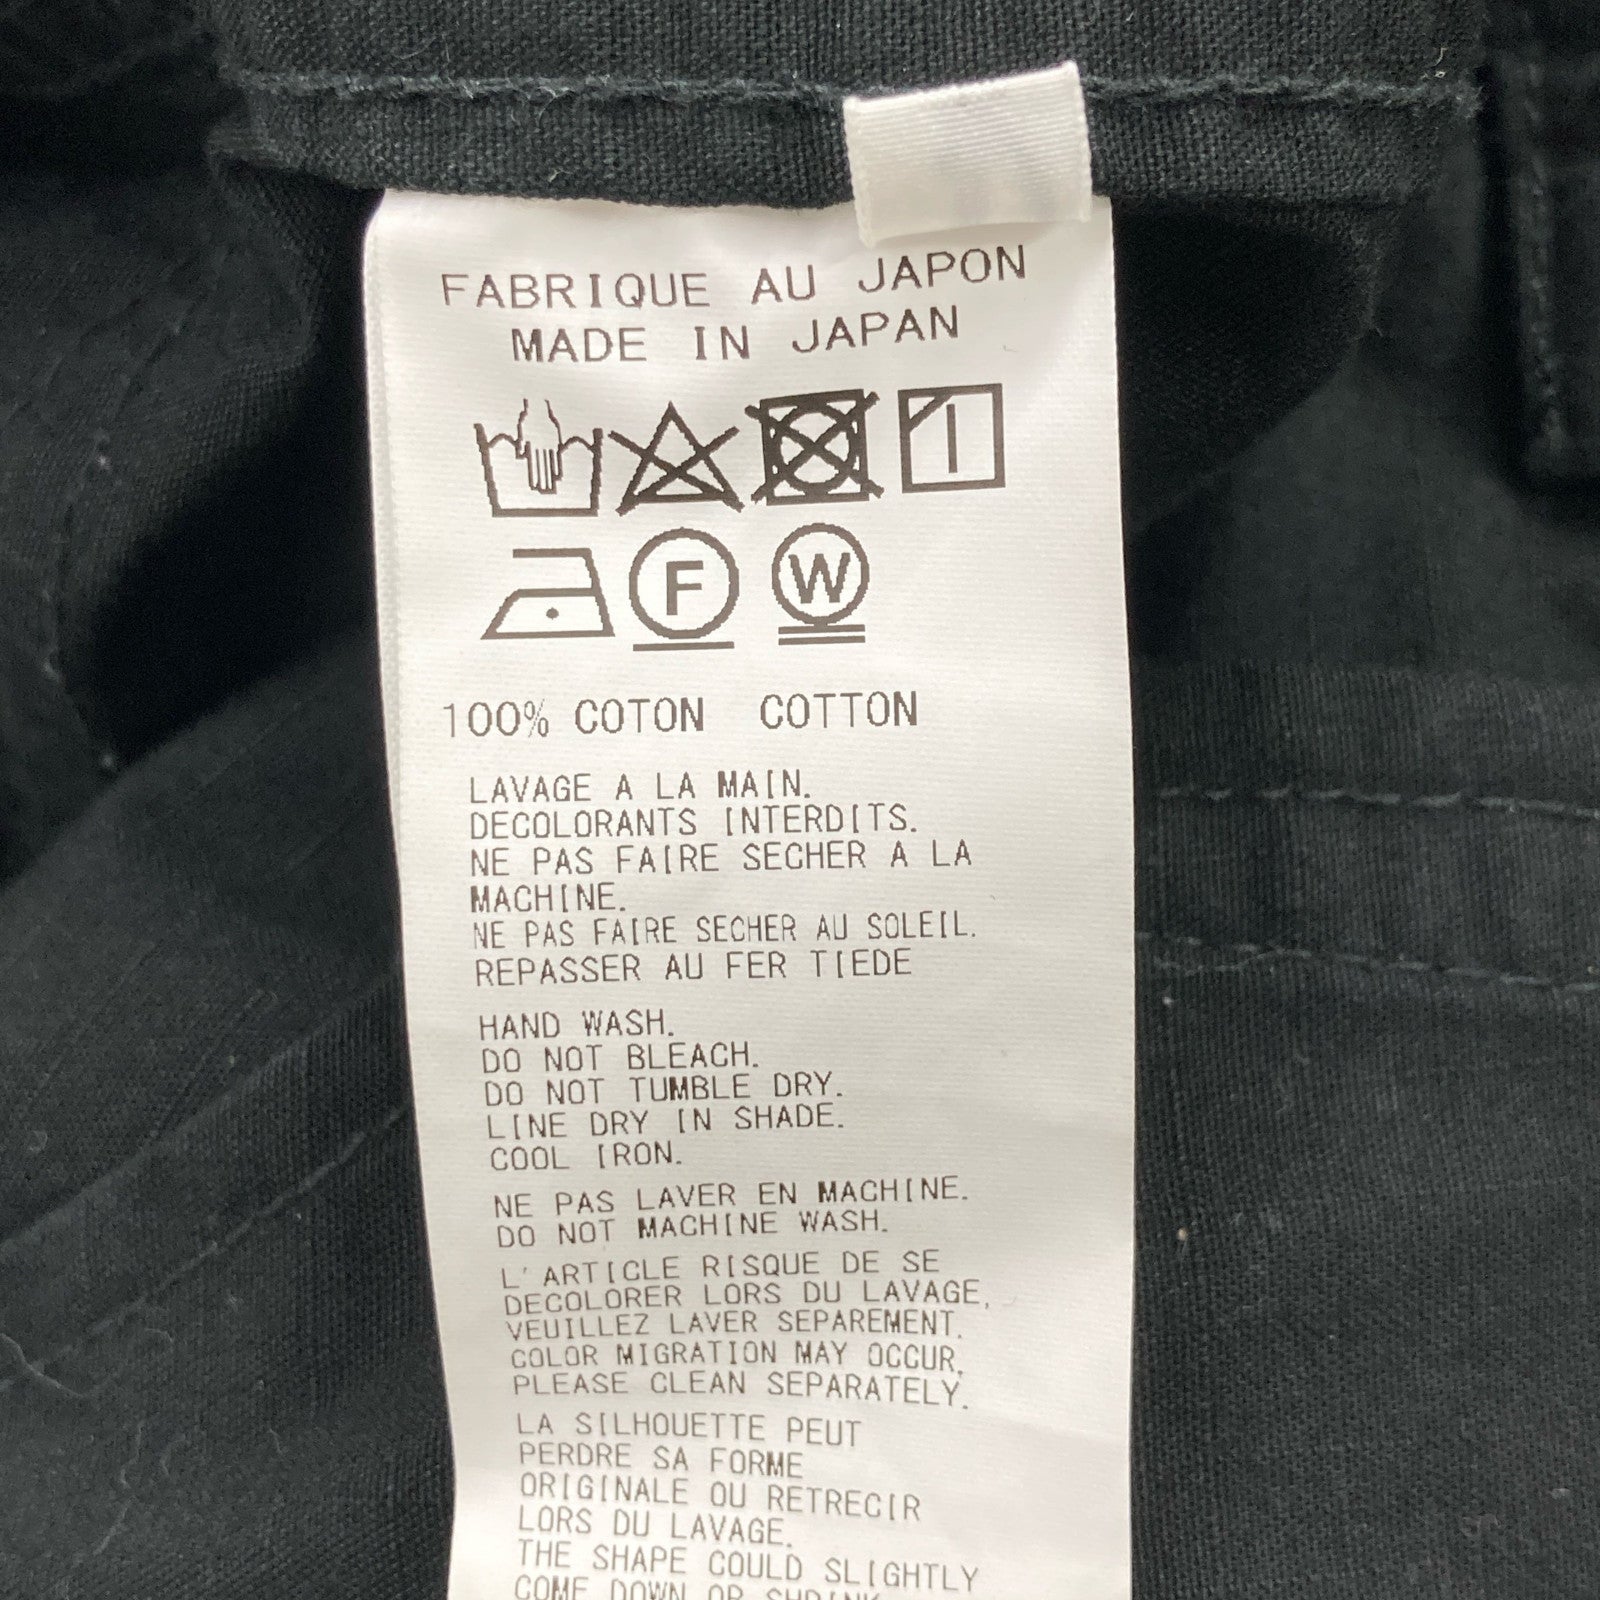 FABRIQUE AU JAPON
MADE IN JAPAN
F W
100% COTON COTTON
LAVAGE A LA MAIN.
DECOLORANTS INTERDITS.
NE PAS FAIRE SECHER A LA
MACHINE.
NE PAS FAIRE SECHER AU SOLEIL.
REPASSER AU FER TIEDE
HAND WASH.
DO NOT BLEACH.
DO NOT TUMBLE DRY.
LINE DRY IN SHADE.
COOL IRON.
NE PAS LAVER EN MACHINE.
DO NOT MACHINE WASH.
L'ARTICLE RISQUE DE SE
DECOLORER LORS DU LAVAGE,
VEUILLEZ LAVER SEPAREMENT.
COLOR MIGRATION MAY OCCUR,
PLEASE CLEAN SEPARATELY.
LA SILHOUETTE PEUT
PERDRE SA FORME
ORIGINALE OU RETRECIR
LORS DU LAVAGE.
THE SHAPE COULD SLIGHTLY
COME DOWN OR SHRINK